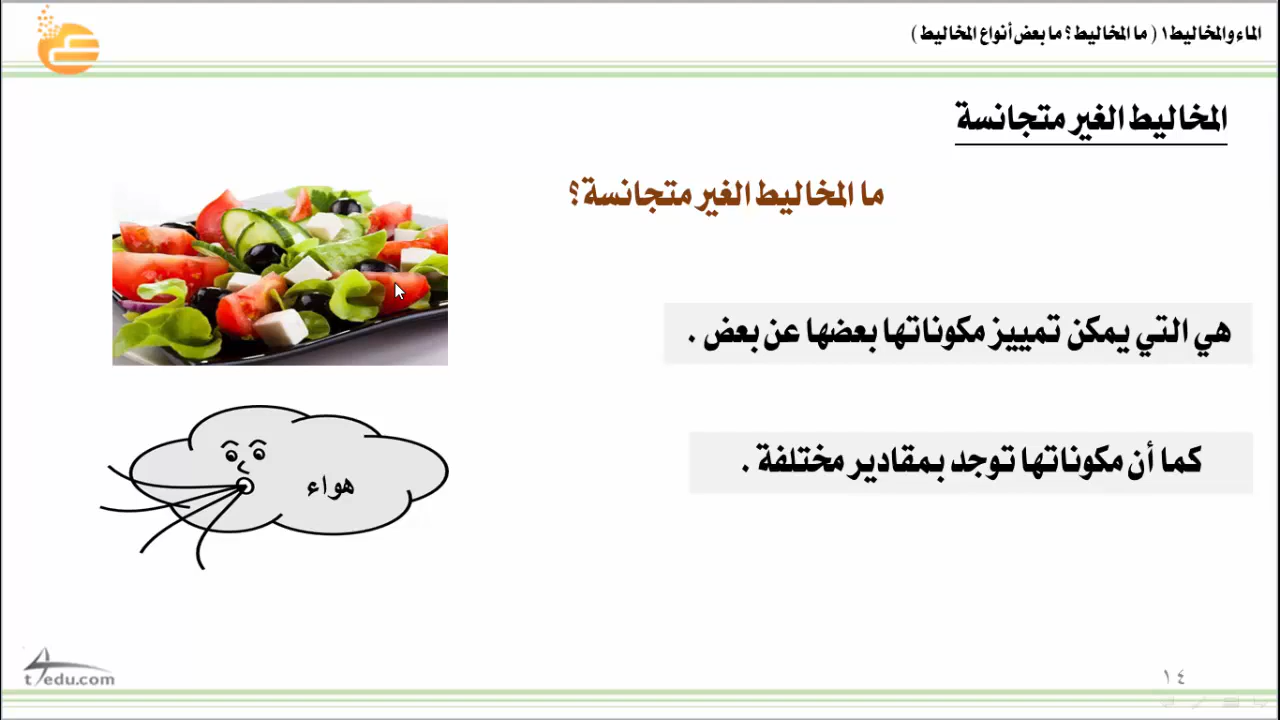 الماء والمخاليط١ ( ما المخاليط؟ ما بعض أنواع المخاليط )
المخاليط الغير متجانسة
ما المخاليط الغير متجانسة؟
هي التي يمكن تمييز مكوناتها بعضها عن بعض .
كما أن مكوناتها توجد بمقادير مختلفة .
هواء
t4edu.com
١٤